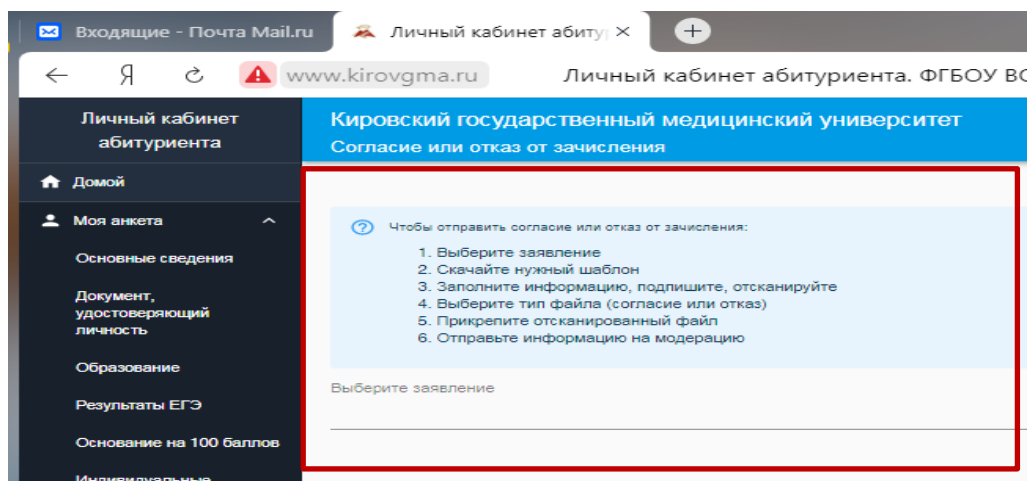 Входящие - Почта Mail.ru
Личный кабинет абиту
Я
www.kirovgma.ru
Личный кабинет абитуриента. ФГБОУ ВО
Личный кабинет
абитуриента
Кировский государственный медицинский университет
Согласие или отказ от зачисления
Домой
Моя анкета
Основные сведения
Документ,
удостоверяющий
личность
Образование
Результаты ЕГЭ
Основание на 100 баллов
Индивидуальные
Чтобы отправить согласие или отказ от зачисления:
1. Выберите заявление
2. Скачайте нужный шаблон
3. Заполните информацию, подпишите, отсканируйте
4. Выберите тип файла (согласие или отказ)
5. Прикрепите отсканированный файл
6. Отправьте информацию на модерацию
Выберите заявление